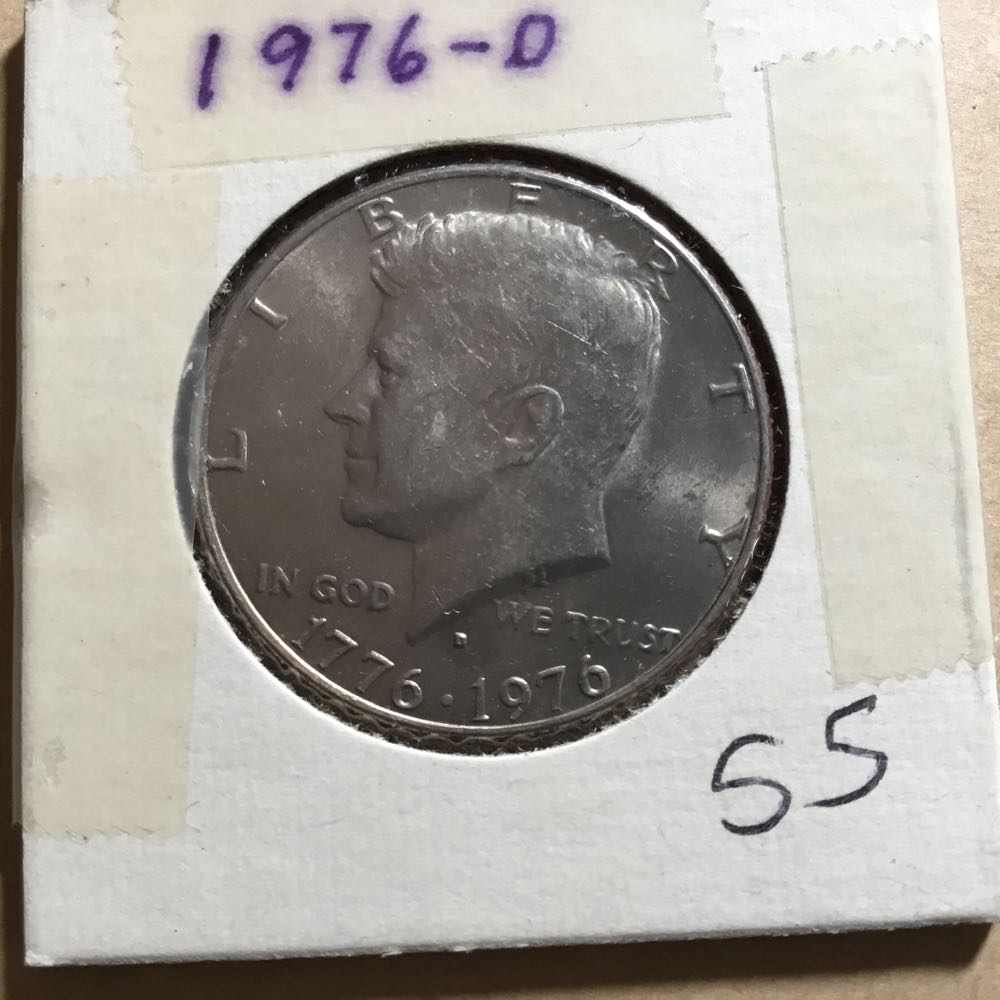 1976-D
LIBERTY
IN GOD WE TRUST
D
1776·1976
55